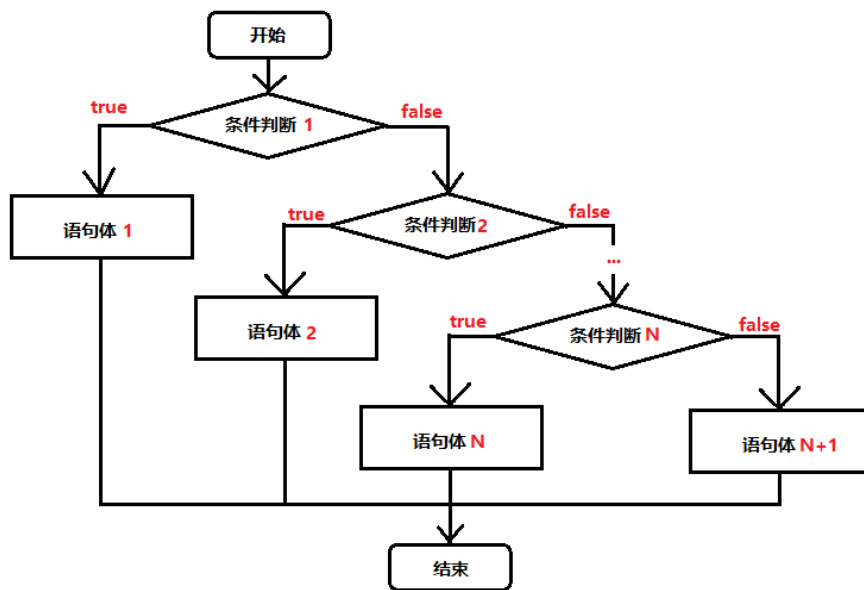 开始
true
条件判断 1
false
语句体 1
true
条件判断2
false
...
语句体 2
true
条件判断 N
false
语句体 N
语句体 N+1
结束